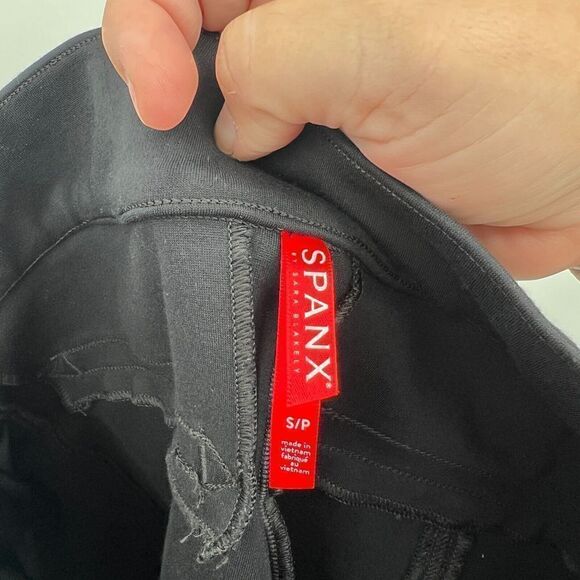 SPANX®
BY SARA BLAKELY
S/P
made in
vietnam
fabriqué
au
vietnam